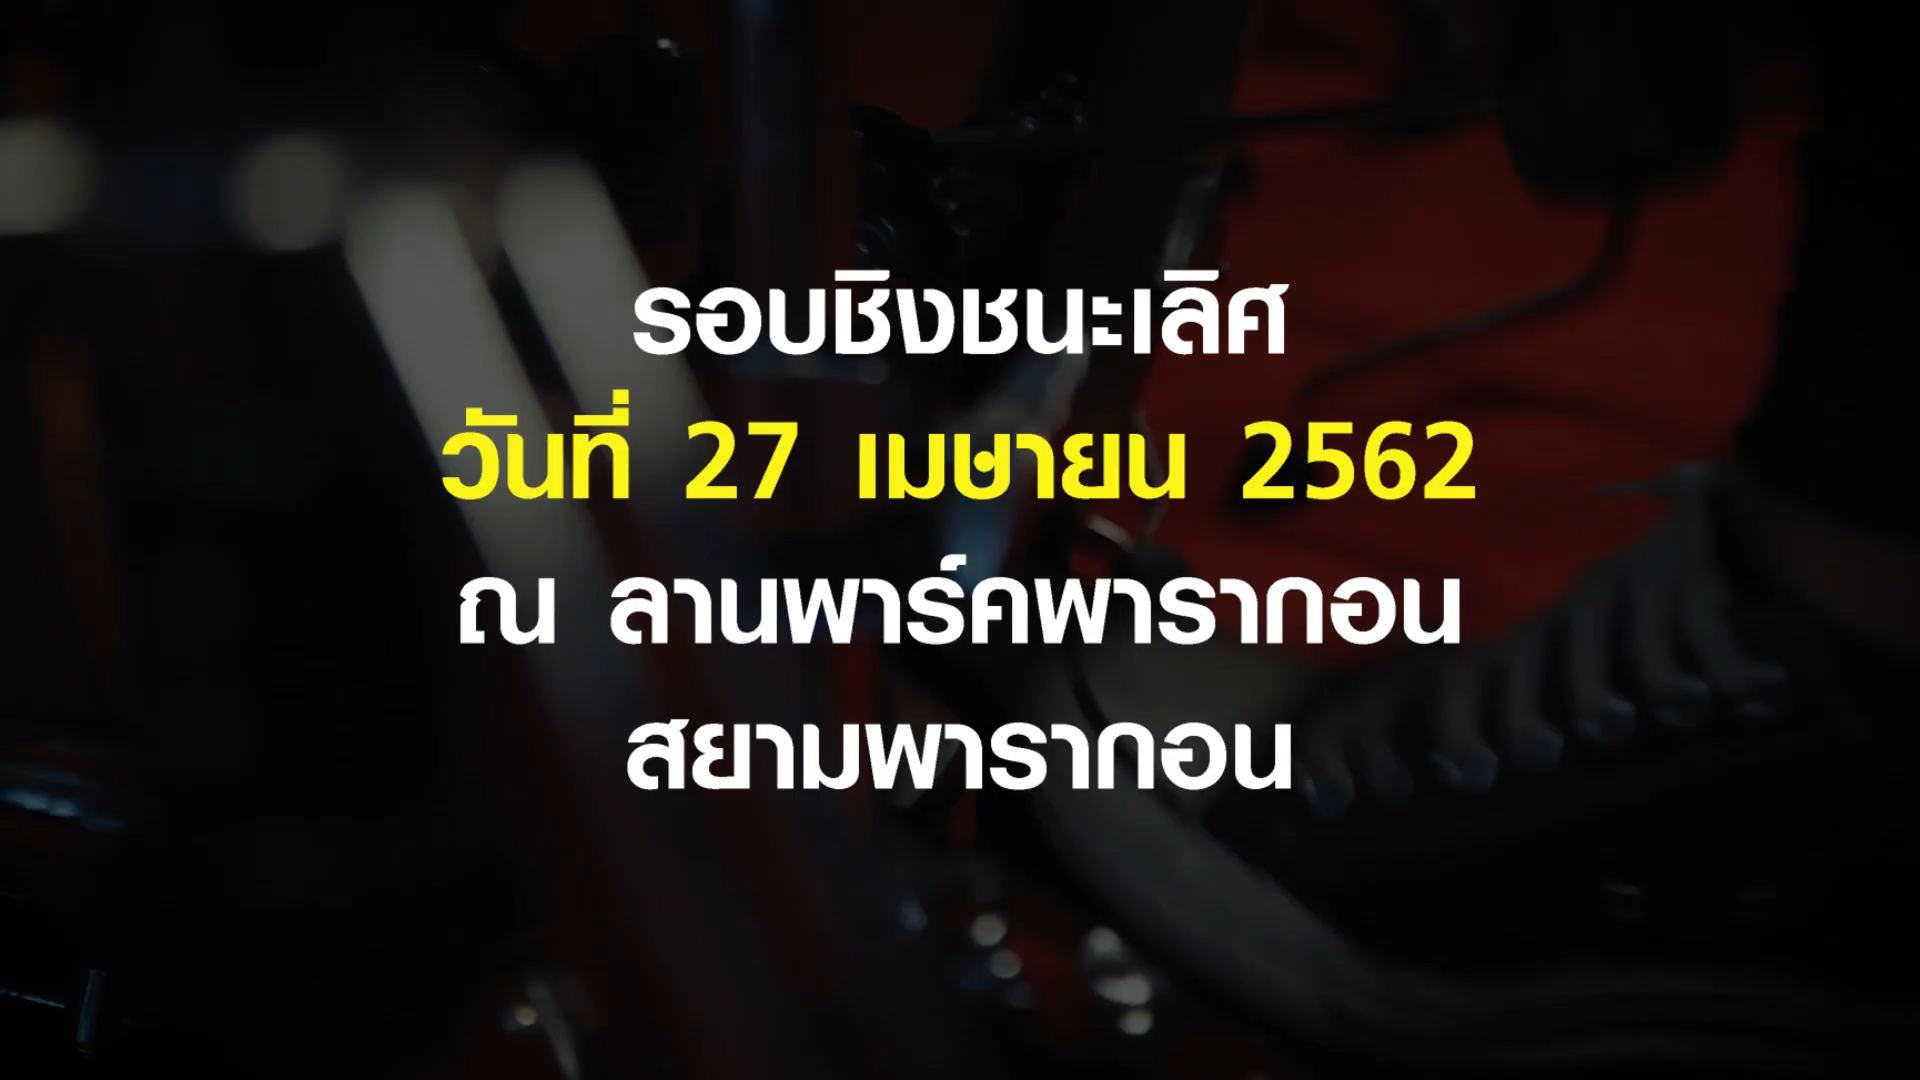 รอบชิงชนะเลิศ
วันที่ 27 เมษายน 2562
ณ ลานพาร์คพารากอน
สยามพารากอน